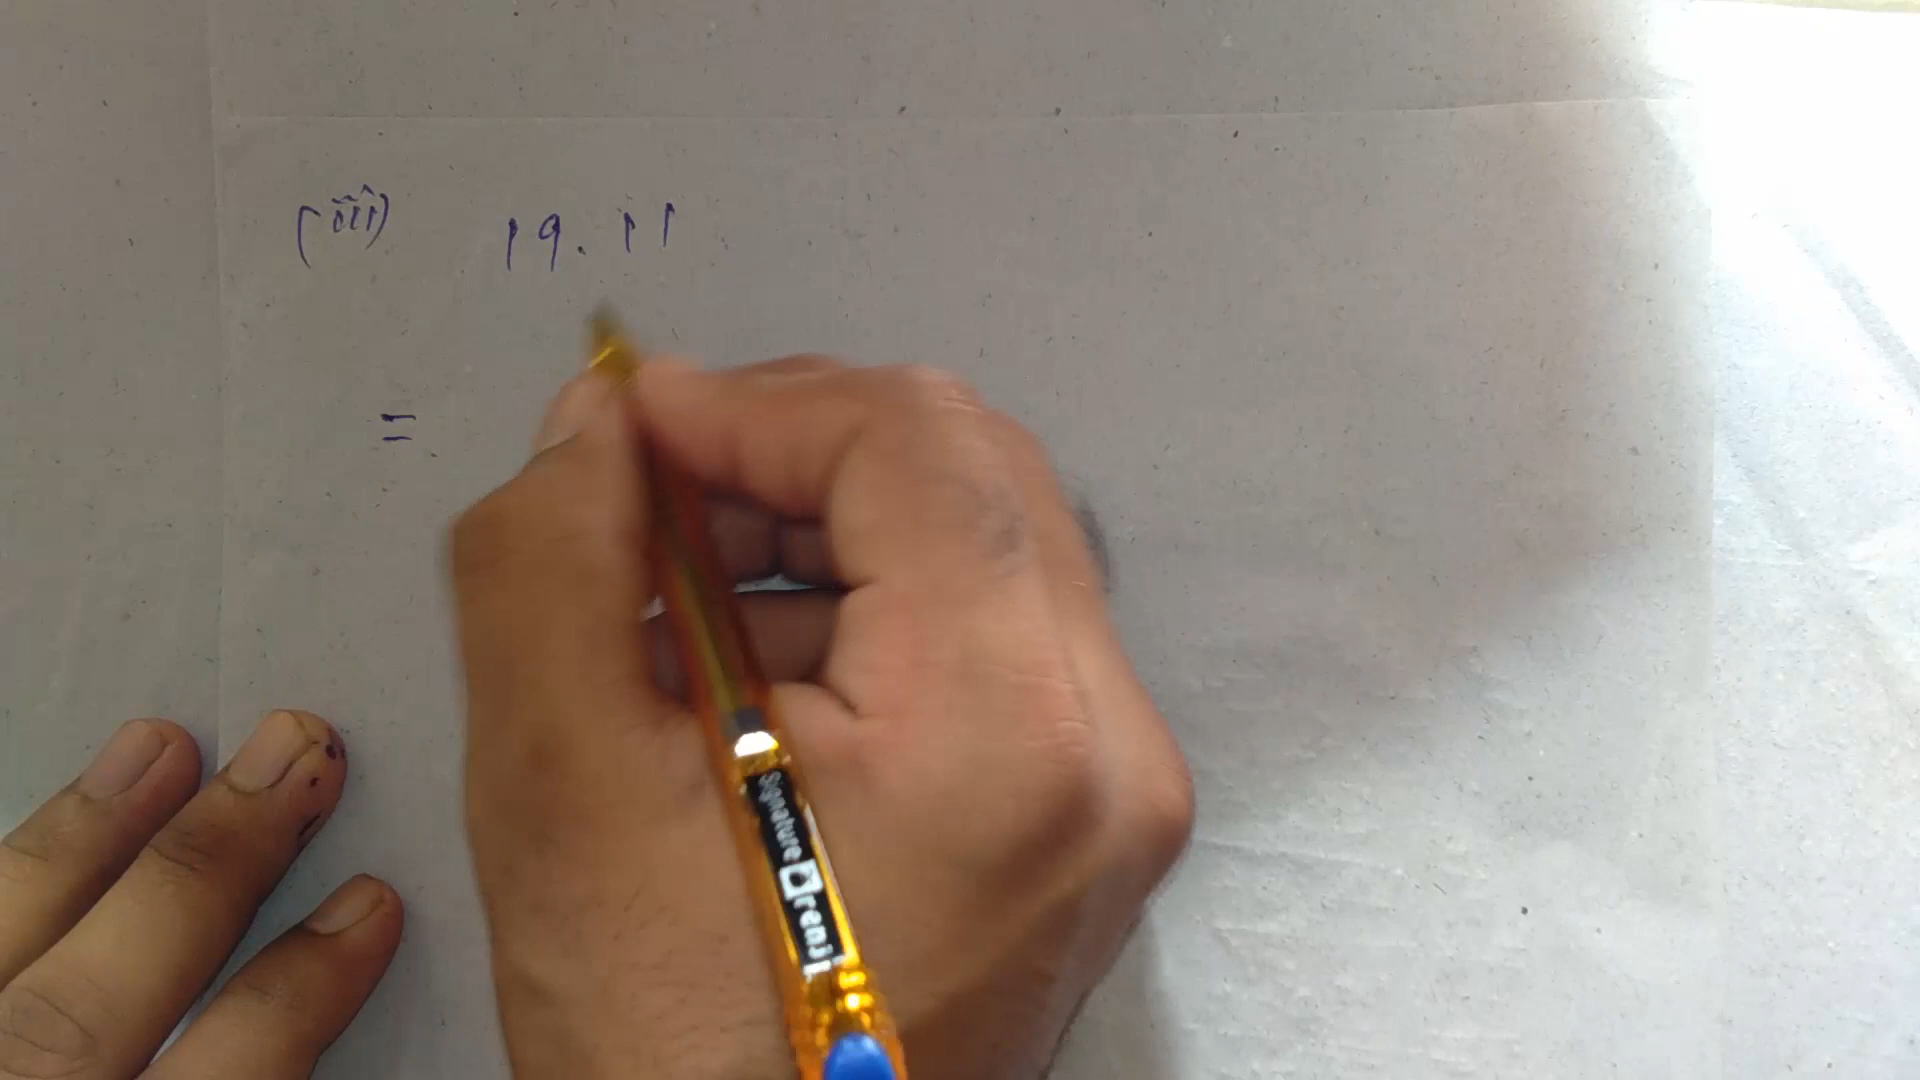 (iii) 19.11
=
Signature